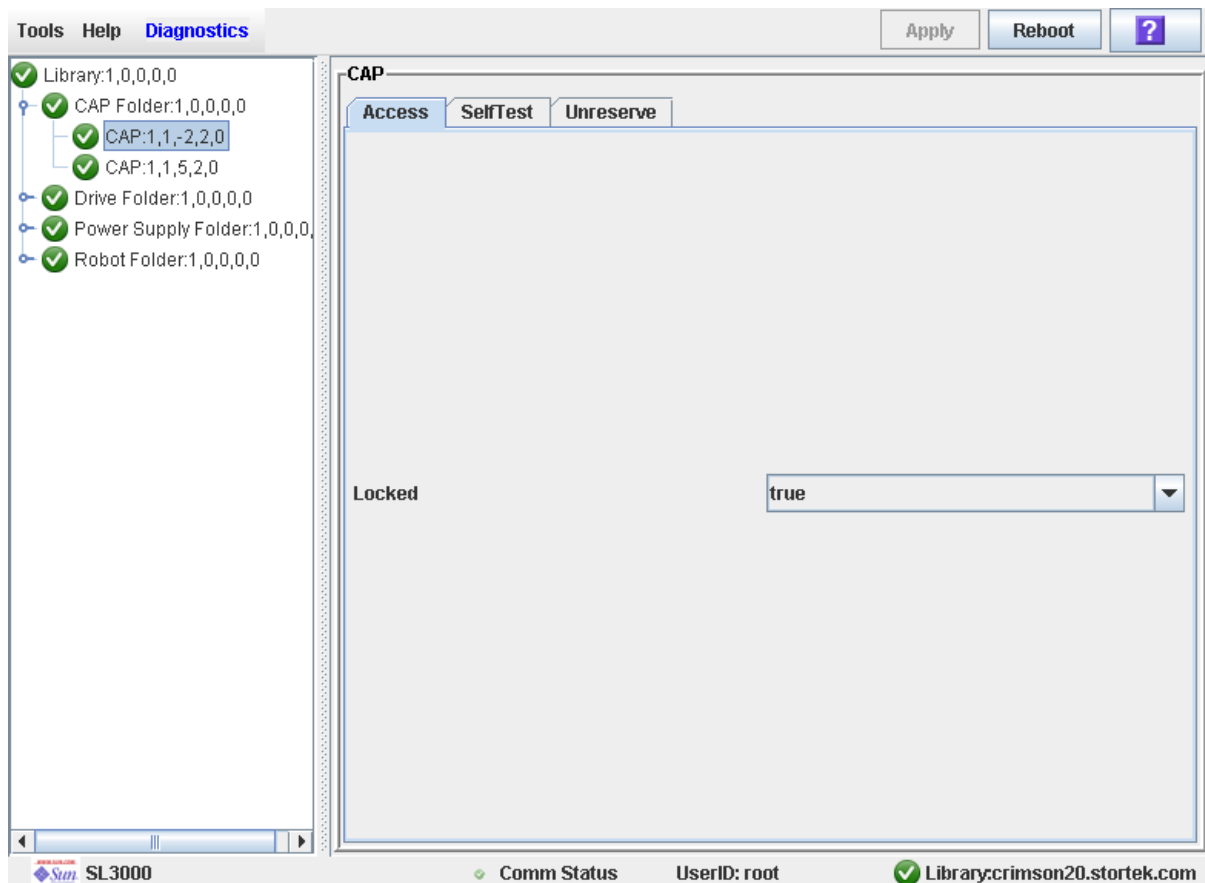 Tools Help Diagnostics
Apply Reboot ?
Library:1,0,0,0,0
CAP Folder:1,0,0,0,0
CAP:1,1,-2,2,0
CAP:1,1,5,2,0
Drive Folder:1,0,0,0,0
Power Supply Folder:1,0,0,0,
Robot Folder:1,0,0,0,0
CAP
Access SelfTest Unreserve
Locked true
Sun SL3000 Comm Status UserID: root Library:crimson20.stortek.com